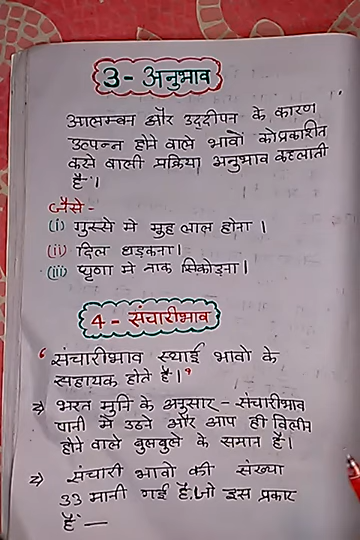 3 - अनुभाव
आलम्बन और उद्दीपन के कारण
उत्पन्न होने वाले भावों को प्रकाशित
करने वाली प्रक्रिया अनुभाव कहलाती
है।
जैसे -
(i) गुस्से मे मुह लाल होना।
(ii) दिल धड़कना।
(iii) घृणा मे नाक सिकोड़ना।
4 - संचारीभाव
" संचारीभाव स्थाई भावो के
सहायक होते है।"
भरत मुनि के अनुसार - संचारीभाव
पानी में उठने और आप ही विलीन
होने वाले बुलबुले के समान है।
2) संचारी भावो की संख्या
33 मानी गई है, जो इस प्रकार
है -